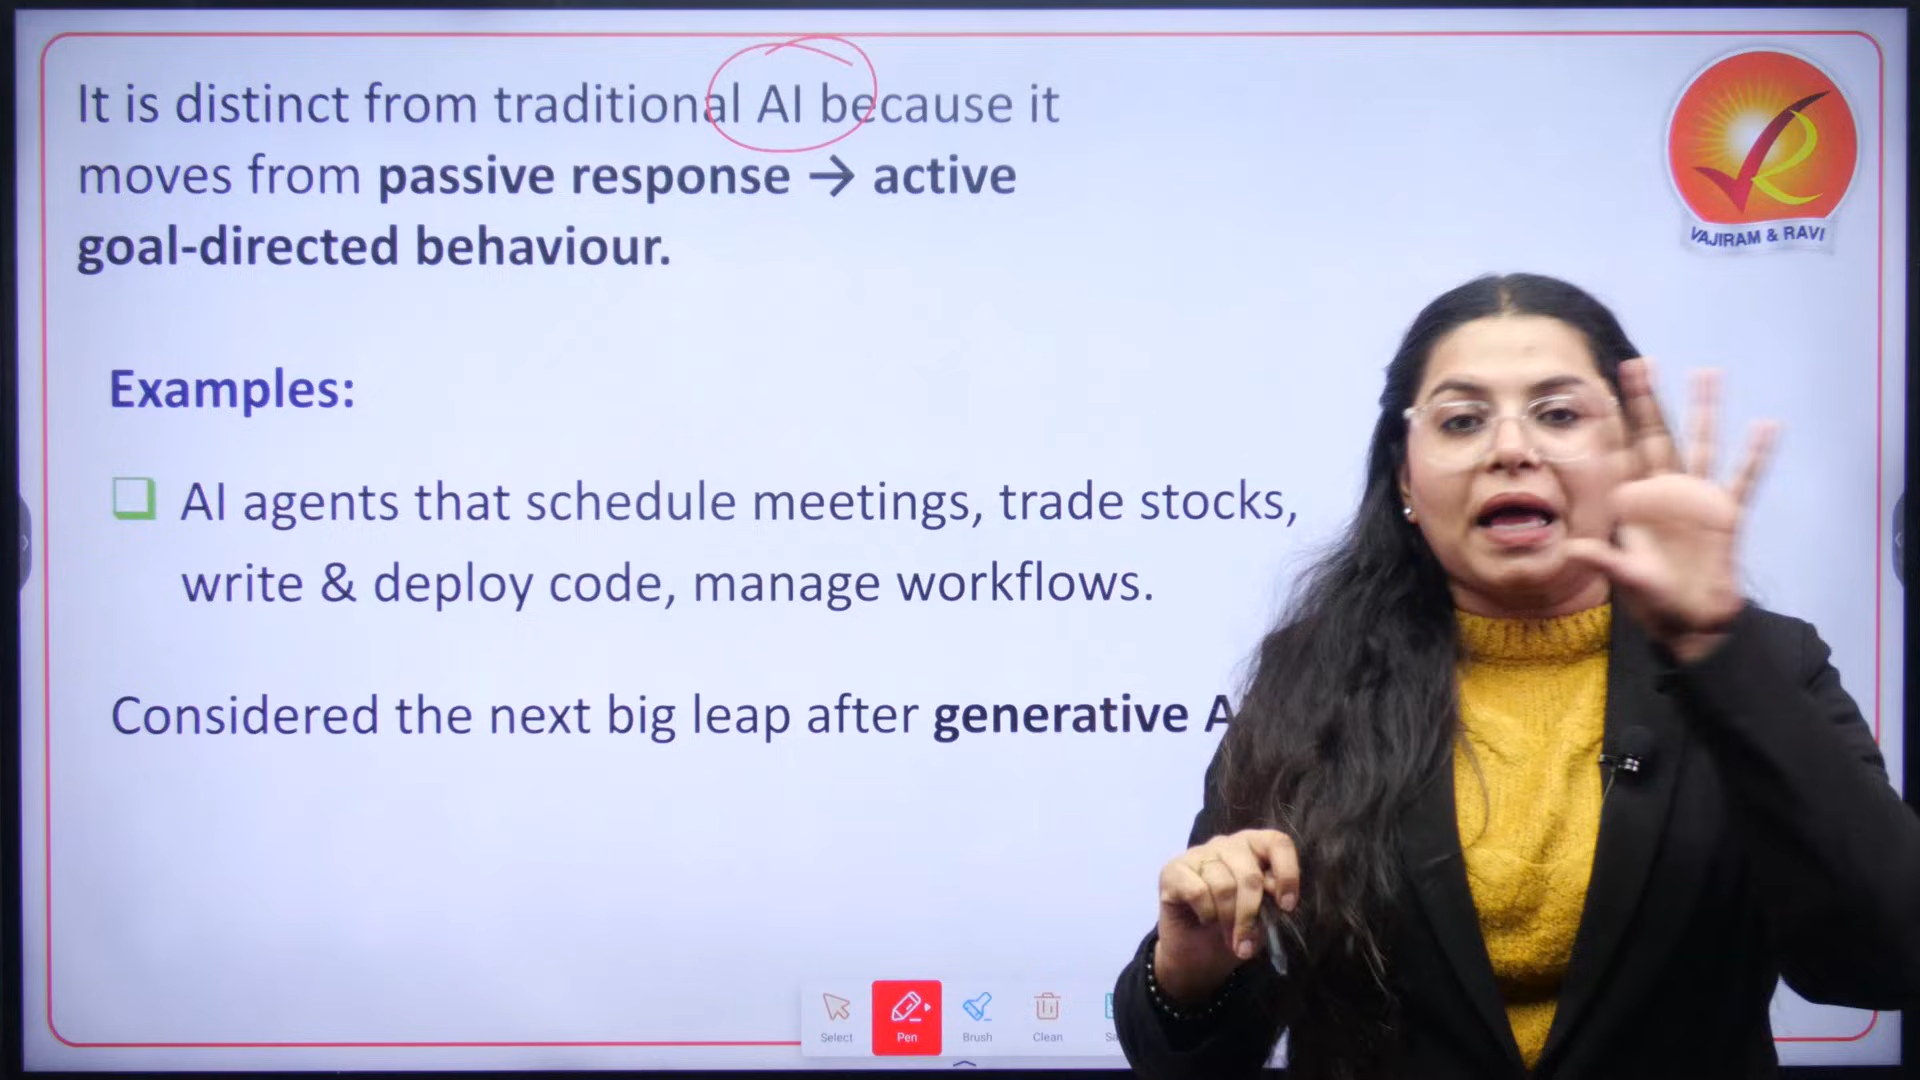 It is distinct from traditional AI because it
moves from passive response → active
goal-directed behaviour.
VAJIRAM & RAVI
Examples:
❑ AI agents that schedule meetings, trade stocks,
write & deploy code, manage workflows.
Considered the next big leap after generative
Select
Pen
Brush
Clean